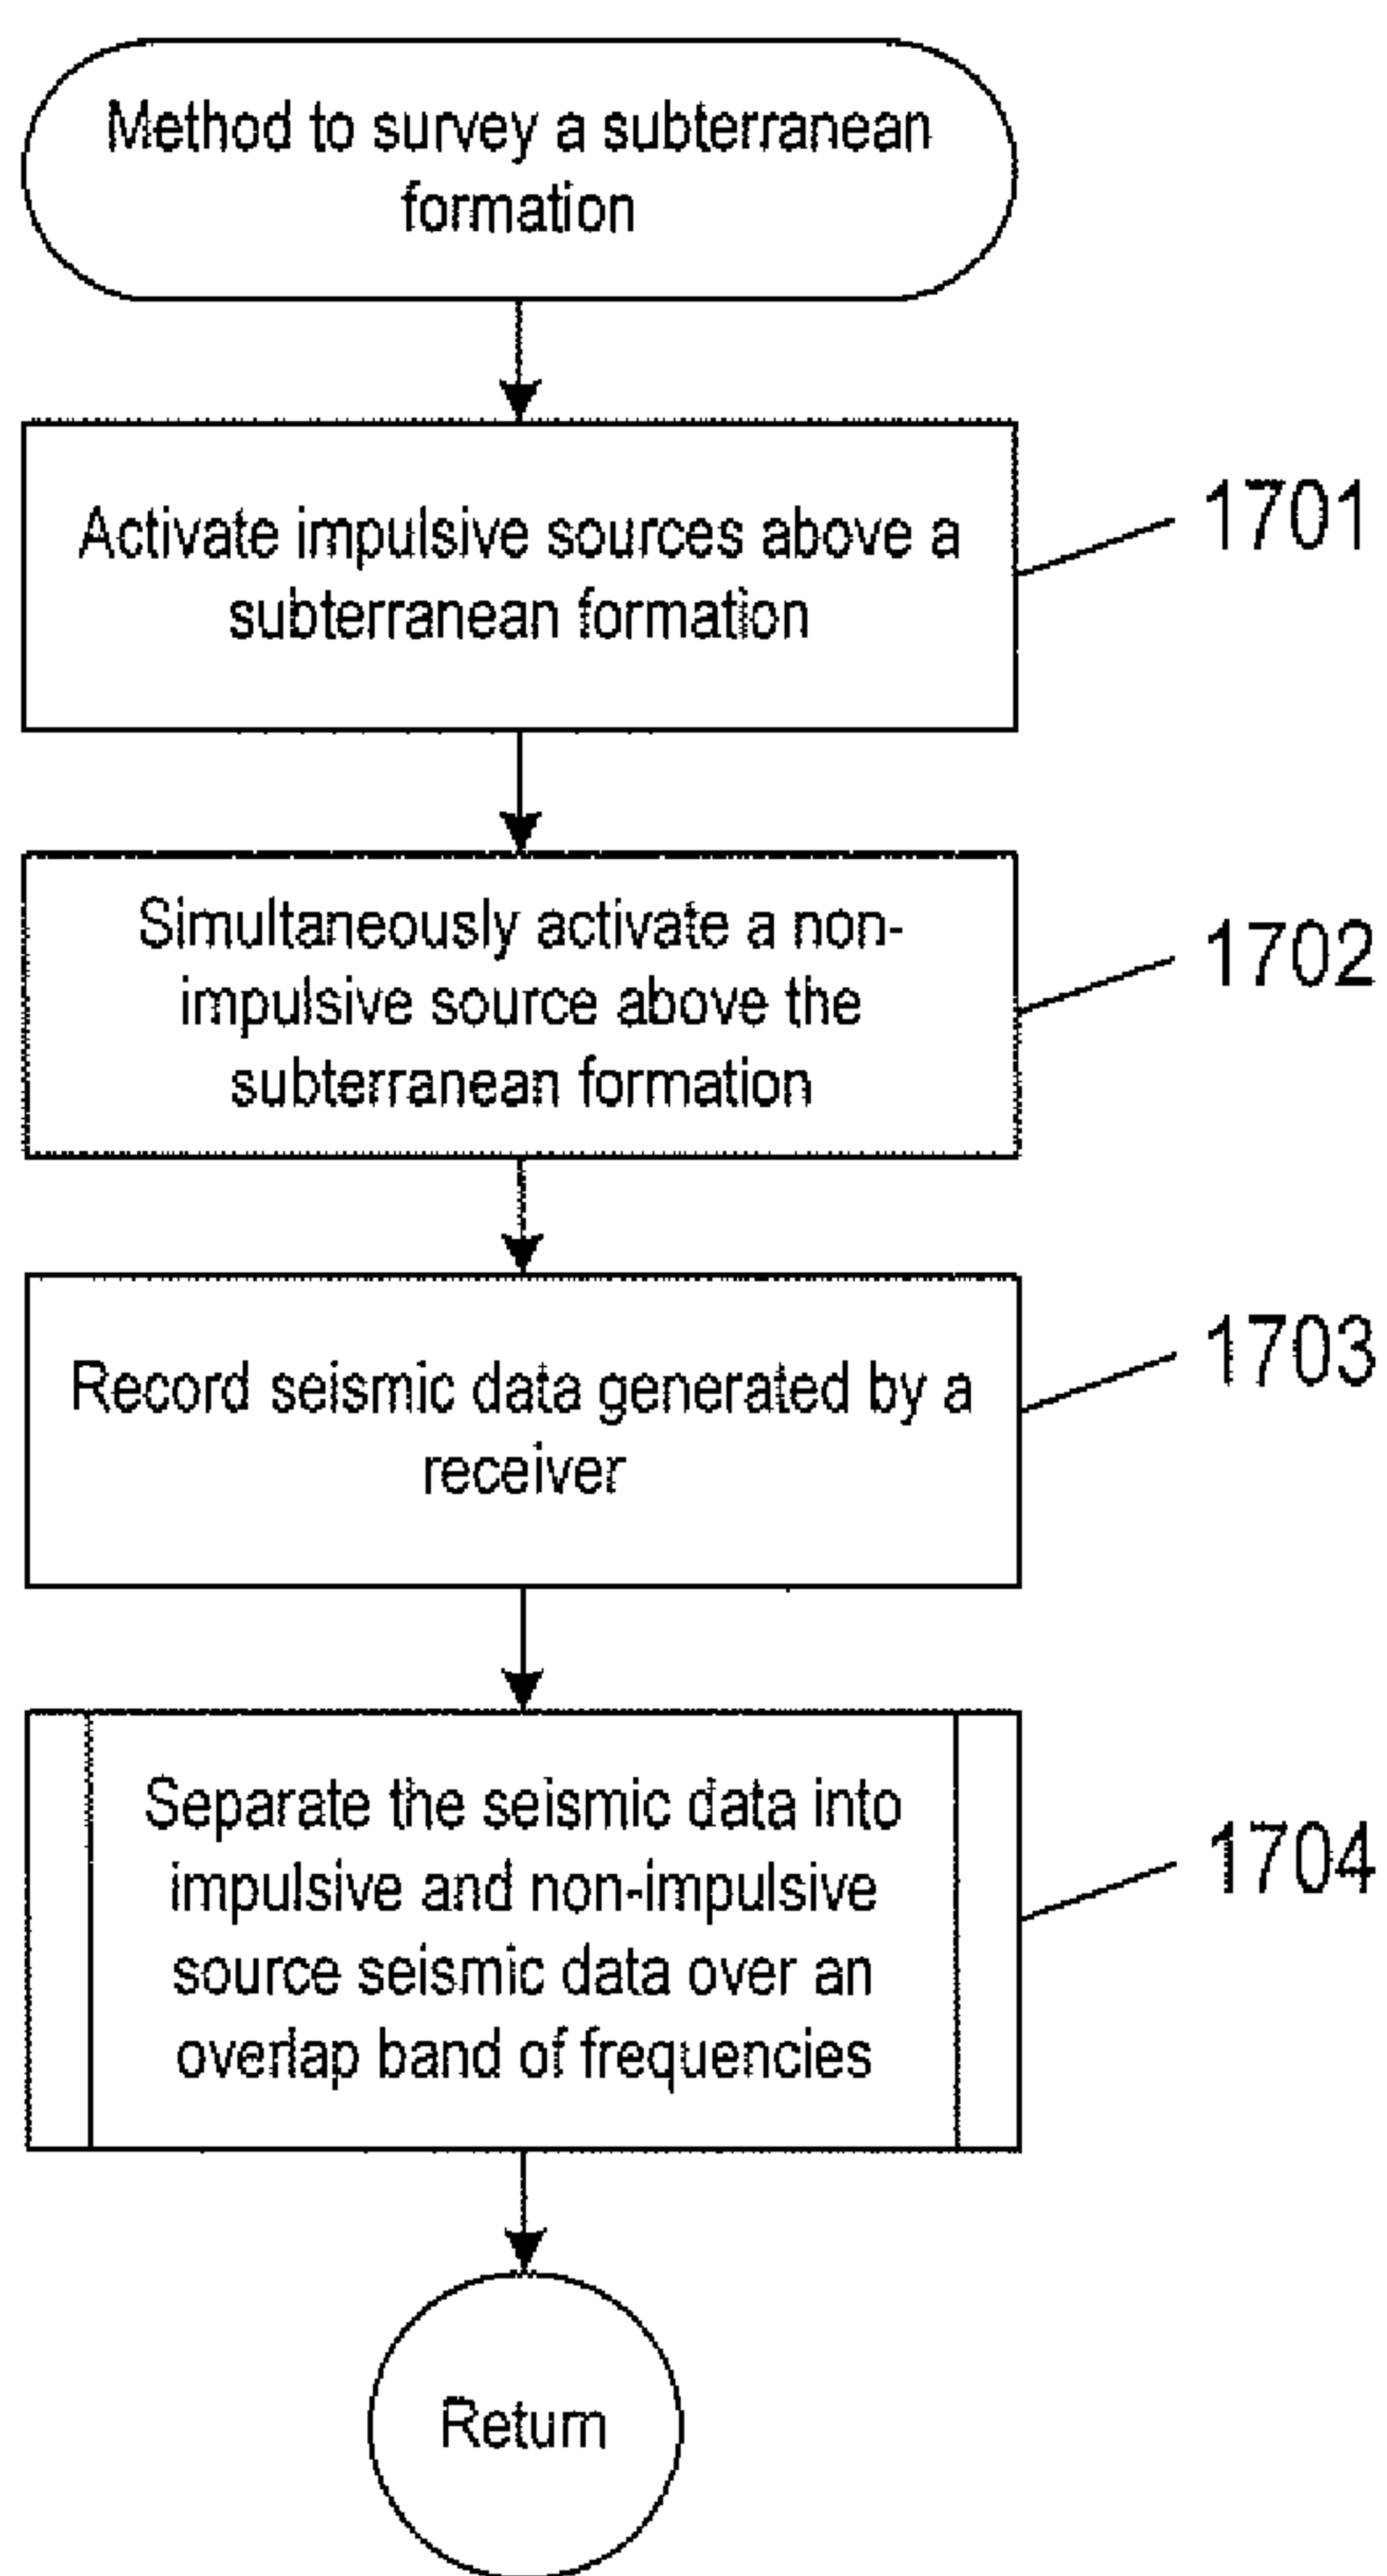 Method to survey a subterranean
formation
Activate impulsive sources above a
subterranean formation
1701
Simultaneously activate a non-
impulsive source above the
subterranean formation
1702
Record seismic data generated by a
receiver
1703
Separate the seismic data into
impulsive and non-impulsive
source seismic data over an
overlap band of frequencies
1704
Return